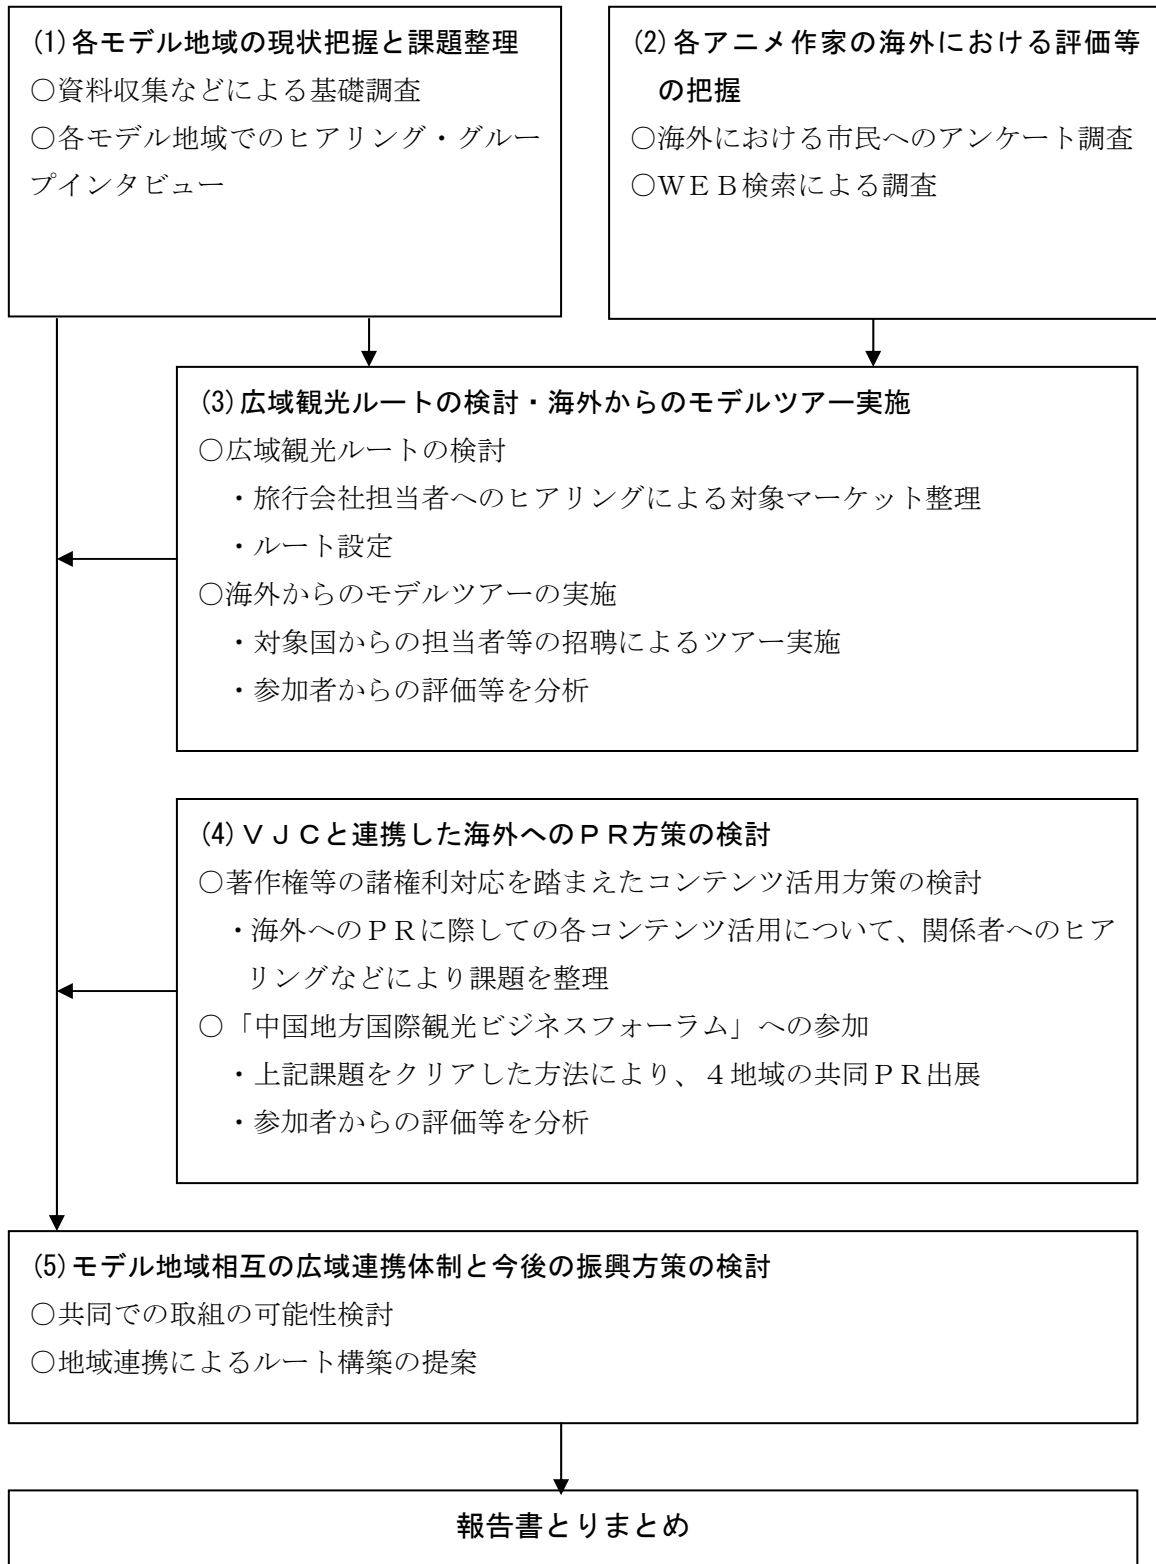 (1)各モデル地域の現状把握と課題整理
○資料収集などによる基礎調査
○各モデル地域でのヒアリング・グルー
プインタビュー
(2)各アニメ作家の海外における評価等
の把握
○海外における市民へのアンケート調査
○ＷＥＢ検索による調査
(3)広域観光ルートの検討・海外からのモデルツアー実施
○広域観光ルートの検討
・旅行会社担当者へのヒアリングによる対象マーケット整理
・ルート設定
○海外からのモデルツアーの実施
・対象国からの担当者等の招聘によるツアー実施
・参加者からの評価等を分析
(4)ＶＪＣと連携した海外へのＰＲ方策の検討
○著作権等の諸権利対応を踏まえたコンテンツ活用方策の検討
・海外へのＰＲに際しての各コンテンツ活用について、関係者へのヒア
リングなどにより課題を整理
○「中国地方国際観光ビジネスフォーラム」への参加
・上記課題をクリアした方法により、４地域の共同ＰＲ出展
・参加者からの評価等を分析
(5)モデル地域相互の広域連携体制と今後の振興方策の検討
○共同での取組の可能性検討
○地域連携によるルート構築の提案
報告書とりまとめ